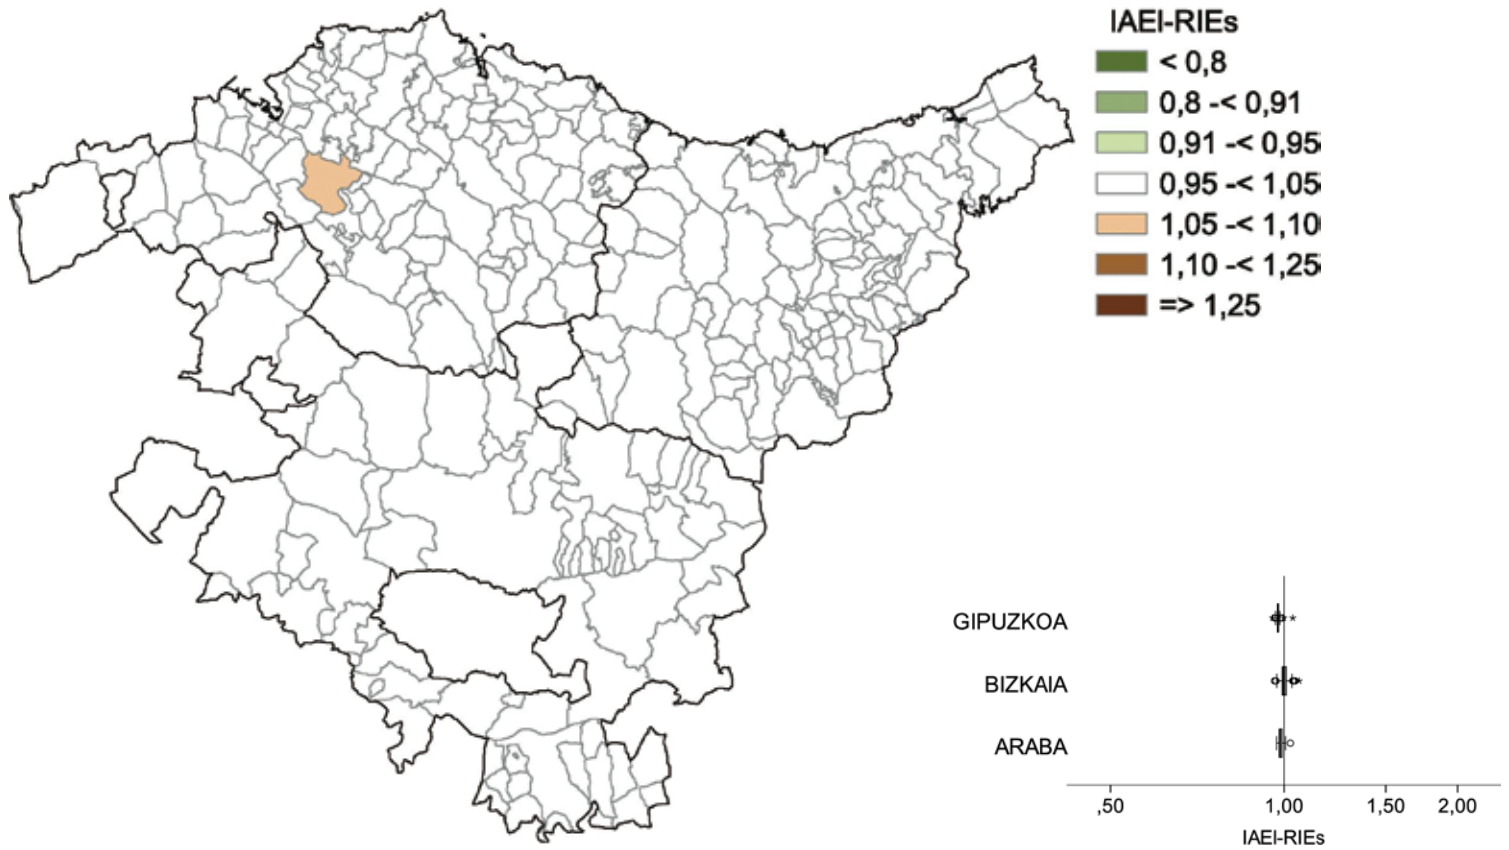 IAEI-RIEs
< 0,8
0,8 -< 0,91
0,91 -< 0,95
0,95 -< 1,05
1,05 -< 1,10
1,10 -< 1,25
=> 1,25
GIPUZKOA
BIZKAIA
ARABA
,50 1,00 1,50 2,00
IAEI-RIEs